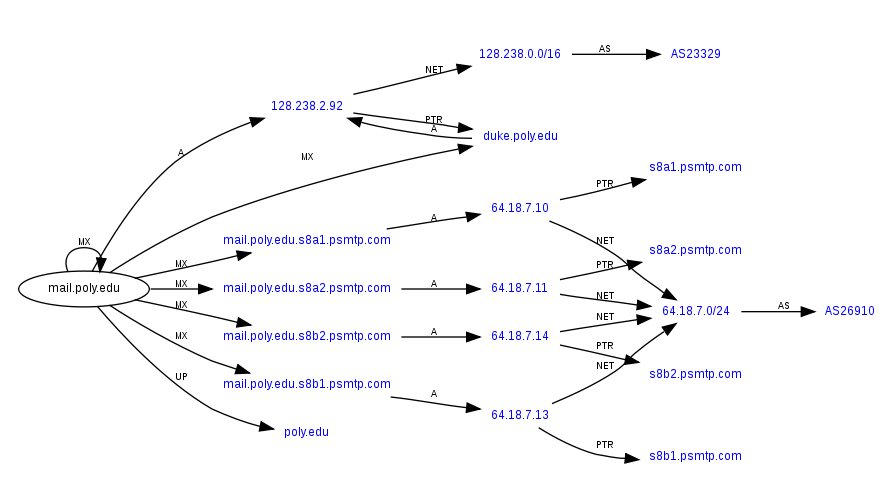 128.238.0.0/16
AS
AS23329
NET
128.238.2.92
PTR
A
duke.poly.edu
A
MX
s8a1.psmtp.com
PTR
64.18.7.10
A
mail.poly.edu.s8a1.psmtp.com
MX
NET
s8a2.psmtp.com
PTR
MX
mail.poly.edu
MX
mail.poly.edu.s8a2.psmtp.com
A
64.18.7.11
NET
64.18.7.0/24
AS
AS26910
MX
mail.poly.edu.s8b2.psmtp.com
A
64.18.7.14
NET
PTR
MX
NET
s8b2.psmtp.com
UP
mail.poly.edu.s8b1.psmtp.com
A
64.18.7.13
poly.edu
PTR
s8b1.psmtp.com